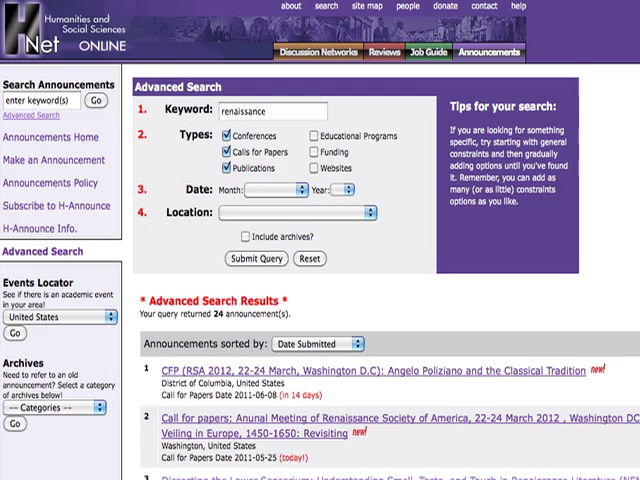 about search site map people donate contact help
H-Net Humanities and Social Sciences ONLINE
Discussion Networks Reviews Job Guide Announcements
Search Announcements
enter keyword(s) Go
Advanced Search
Announcements Home
Make an Announcement
Announcements Policy
Subscribe to H-Announce
H-Announce Info.
Advanced Search
Events Locator
See if there is an academic event
in your area!
United States
Go
Archives
Need to refer to an old
announcement? Select a category
of archives below!
-- Categories --
Go
Advanced Search
1. Keyword: renaissance
2. Types: Conferences Educational Programs
Calls for Papers Funding
Publications Websites
3. Date: Month: Year:
4. Location:
Include archives?
Submit Query Reset
Tips for your search:
If you are looking for something
specific, try starting with general
constraints and then gradually
adding options until you've found
it. Remember, you can add as
many (or as little) constraints
options as you like.
* Advanced Search Results *
Your query returned 24 announcement(s).
Announcements sorted by: Date Submitted
1 CFP (RSA 2012, 22-24 March, Washington D.C): Angelo Poliziano and the Classical Tradition new!
District of Columbia, United States
Call for Papers Date 2011-06-08 (in 14 days)
2 Call for papers: Anunal Meeting of Renaissance Society of America, 22-24 March 2012 , Washington DC
Veiling in Europe, 1450-1650: Revisiting new!
Washington, United States
Call for Papers Date 2011-05-25 (today!)
3